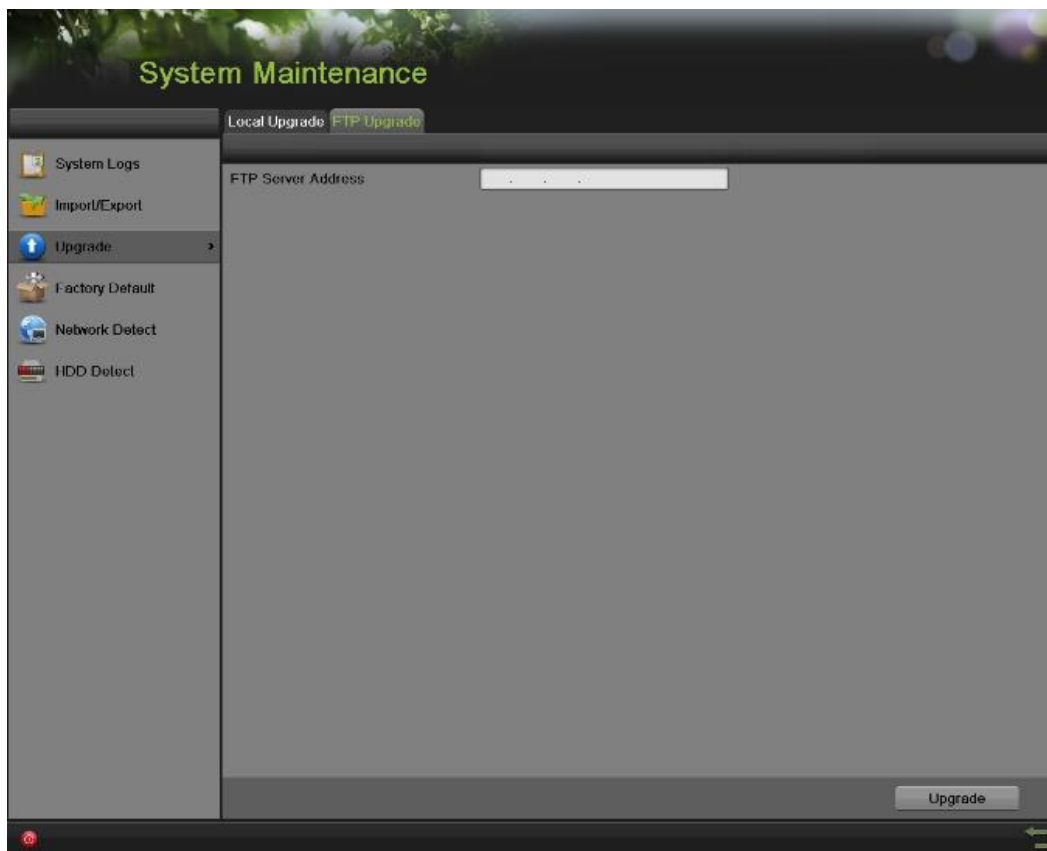 System Maintenance
Local Upgrade FTP Upgrade
System Logs
Import/Export
Upgrade
Factory Default
Network Detect
HDD Detect
FTP Server Address . . .
Upgrade